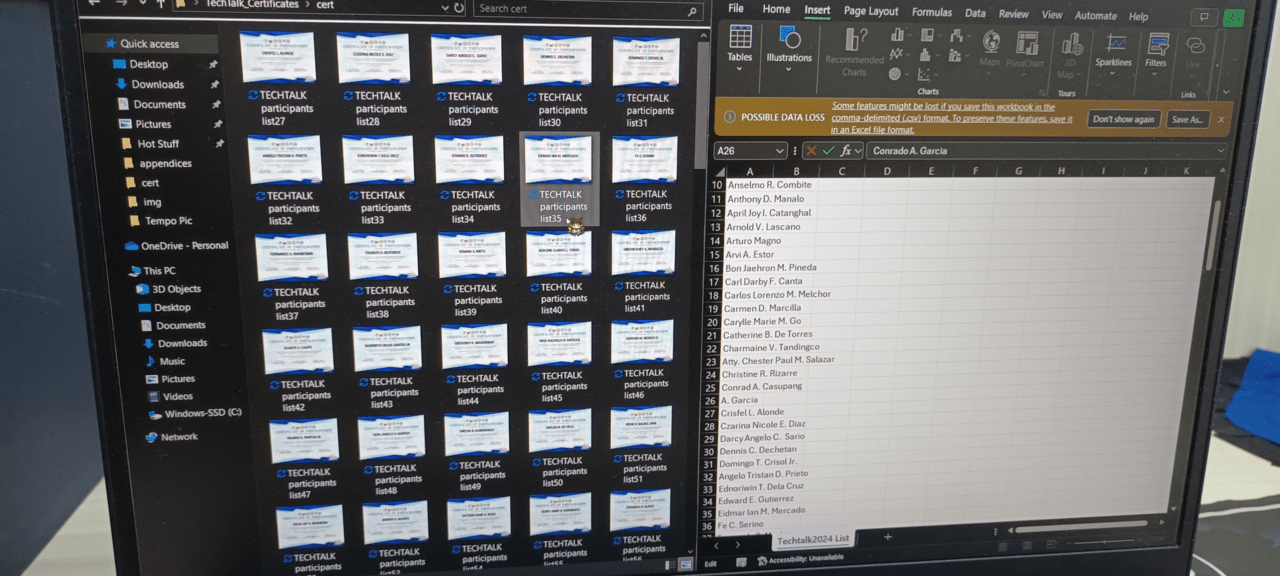 TechTalk_Certificates > cert
Search cert
Quick access
Desktop
Downloads
Documents
Pictures
Hot Stuff
appendices
cert
img
Tempo Pic
OneDrive - Personal
This PC
3D Objects
Desktop
Documents
Downloads
Music
Pictures
Videos
Windows-SSD (C:)
Network
TECHTALK participants list27
TECHTALK participants list28
TECHTALK participants list29
TECHTALK participants list30
TECHTALK participants list31
TECHTALK participants list32
TECHTALK participants list33
TECHTALK participants list34
TECHTALK participants list35
TECHTALK participants list36
TECHTALK participants list37
TECHTALK participants list38
TECHTALK participants list39
TECHTALK participants list40
TECHTALK participants list41
TECHTALK participants list42
TECHTALK participants list43
TECHTALK participants list44
TECHTALK participants list45
TECHTALK participants list46
TECHTALK participants list47
TECHTALK participants list48
TECHTALK participants list49
TECHTALK participants list50
TECHTALK participants list51
TECHTALK participants
TECHTALK participants
TECHTALK participants
TECHTALK participants
TECHTALK participants
File Home Insert Page Layout Formulas Data Review View Automate Help
Tables
Illustrations
Recommended Charts
Maps
PivotChart
3D Map
Sparklines
Filters
Link
Charts
Tours
Links
POSSIBLE DATA LOSS
Some features might be lost if you save this workbook in the
comma-delimited (.csv) format. To preserve these features, save it
in an Excel file format.
Don't show again
Save As...
A26
fx
Conrado A. Garcia
A B C D E F G H I J K
10 Anselmo R. Combite
11 Anthony D. Manalo
12 April Joy I. Catanghal
13 Arnold V. Lascano
14 Arturo Magno
15 Arvi A. Estor
16 Bon Jaehron M. Pineda
17 Carl Darby F. Canta
18 Carlos Lorenzo M. Melchor
19 Carmen D. Marcilla
20 Carylle Marie M. Go
21 Catherine B. De Torres
22 Charmaine V. Tandingco
23 Atty. Chester Paul M. Salazar
24 Christine R. Rizarre
25 Conrad A. Casupang
26 A. Garcia
27 Crisfel L. Alonde
28 Czarina Nicole E. Diaz
29 Darcy Angelo C. Sario
30 Dennis C. Dechetan
31 Domingo T. Crisol Jr.
32 Angelo Tristan D. Prieto
33 Ednoriwin T. Dela Cruz
34 Edward E. Gutierrez
35 Eidmar Ian M. Mercado
36 Fe C. Serino
Techtalk2024 List
Edit
Accessibility: Unavailable